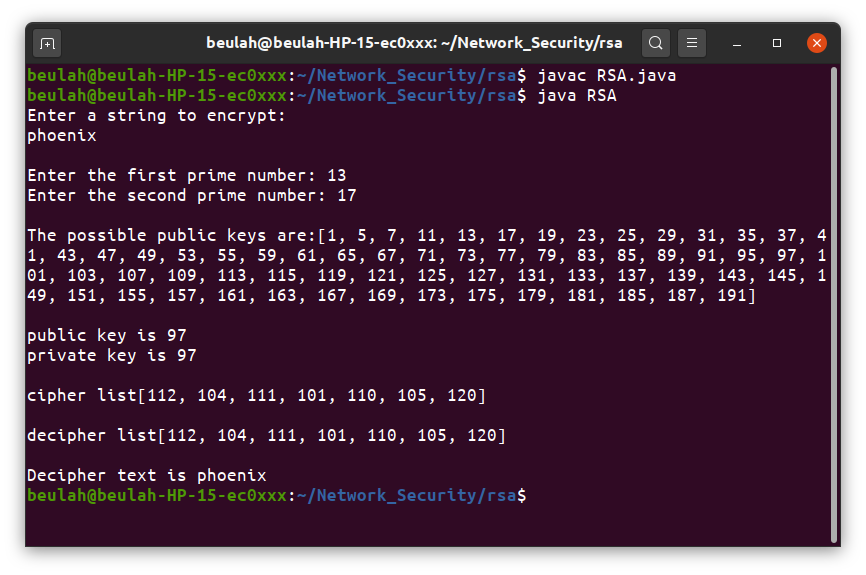 beulah@beulah-HP-15-ec0xxx: ~/Network_Security/rsa
beulah@beulah-HP-15-ec0xxx:~/Network_Security/rsa$ javac RSA.java
beulah@beulah-HP-15-ec0xxx:~/Network_Security/rsa$ java RSA
Enter a string to encrypt:
phoenix
Enter the first prime number: 13
Enter the second prime number: 17
The possible public keys are:[1, 5, 7, 11, 13, 17, 19, 23, 25, 29, 31, 35, 37, 4
1, 43, 47, 49, 53, 55, 59, 61, 65, 67, 71, 73, 77, 79, 83, 85, 89, 91, 95, 97, 1
01, 103, 107, 109, 113, 115, 119, 121, 125, 127, 131, 133, 137, 139, 143, 145, 1
49, 151, 155, 157, 161, 163, 167, 169, 173, 175, 179, 181, 185, 187, 191]
public key is 97
private key is 97
cipher list[112, 104, 111, 101, 110, 105, 120]
decipher list[112, 104, 111, 101, 110, 105, 120]
Decipher text is phoenix
beulah@beulah-HP-15-ec0xxx:~/Network_Security/rsa$